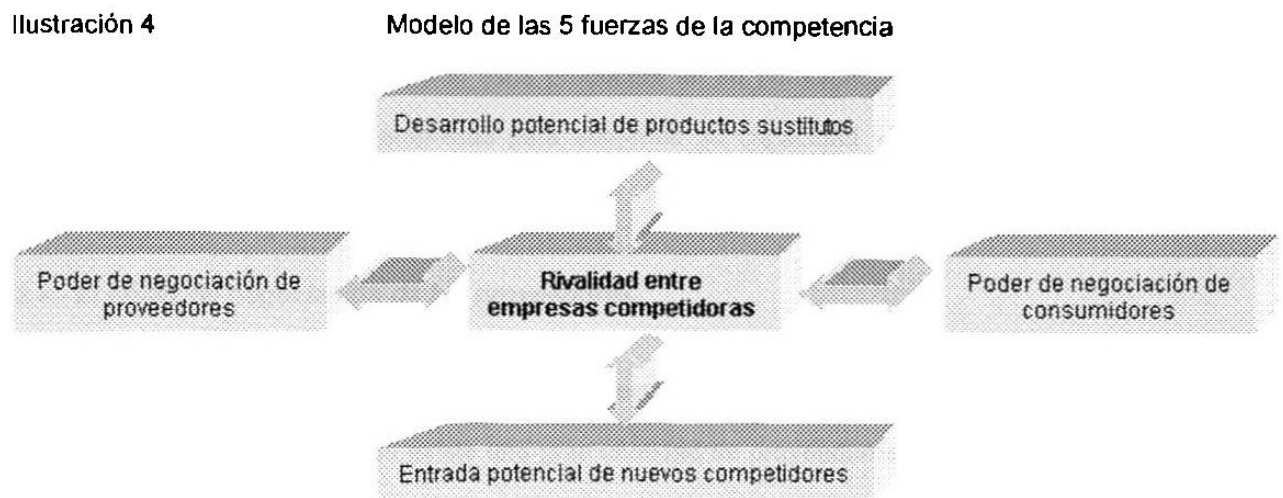 Ilustración 4
Modelo de las 5 fuerzas de la competencia
Desarrollo potencial de productos sustitutos
Poder de negociación de
proveedores
Rivalidad entre
empresas competidoras
Poder de negociación de
consumidores
Entrada potencial de nuevos competidores